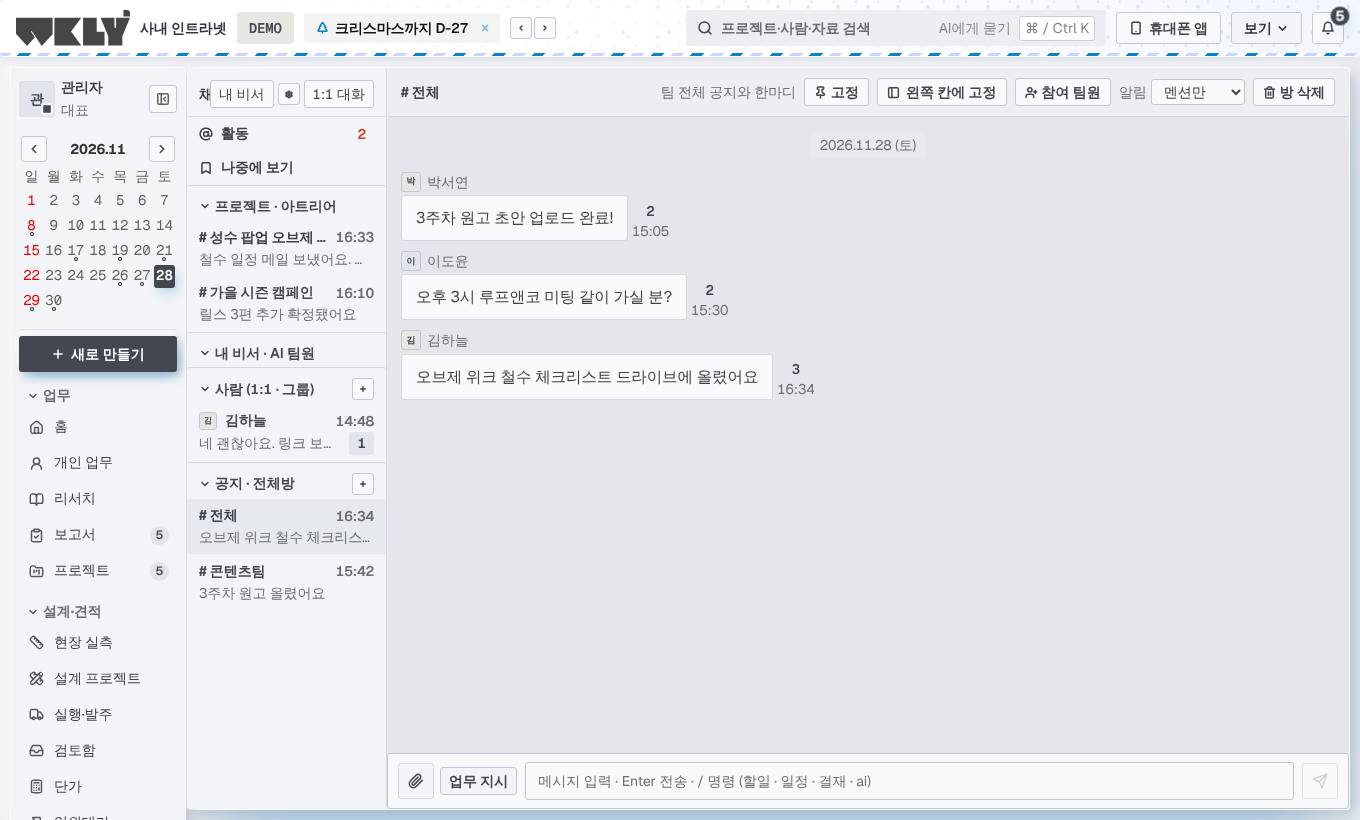 WKLY 사내 인트라넷 DEMO 크리스마스까지 D-27 × ‹ › 프로젝트·사람·자료 검색 AI에게 묻기 ⌘ / Ctrl K 휴대폰 앱 보기 5
관 관리자
대표
2026.11
일 월 화 수 목 금 토
1 2 3 4 5 6 7
8 9 10 11 12 13 14
15 16 17 18 19 20 21
22 23 24 25 26 27 28
29 30
+ 새로 만들기
업무
홈
개인 업무
리서치
보고서 5
프로젝트 5
설계·견적
현장 실측
설계 프로젝트
실행·발주
검토함
단가
내 비서 1:1 대화
활동 2
나중에 보기
프로젝트 · 아트리어
# 성수 팝업 오브제 ... 16:33
철수 일정 메일 보냈어요. ...
# 가을 시즌 캠페인 16:10
릴스 3편 추가 확정됐어요
내 비서 · AI 팀원
사람 (1:1 · 그룹) +
김 김하늘 14:48
네 괜찮아요. 링크 보... 1
공지 · 전체방 +
# 전체 16:34
오브제 위크 철수 체크리스...
# 콘텐츠팀 15:42
3주차 원고 올렸어요
# 전체 팀 전체 공지와 한마디 고정 왼쪽 칸에 고정 참여 팀원 알림 멘션만 방 삭제
2026.11.28 (토)
박 박서연
3주차 원고 초안 업로드 완료! 2
15:05
이 이도윤
오후 3시 루프앤코 미팅 같이 가실 분? 2
15:30
김 김하늘
오브제 위크 철수 체크리스트 드라이브에 올렸어요 3
16:34
업무 지시 메시지 입력 · Enter 전송 · / 명령 (할일 · 일정 · 결재 · ai)